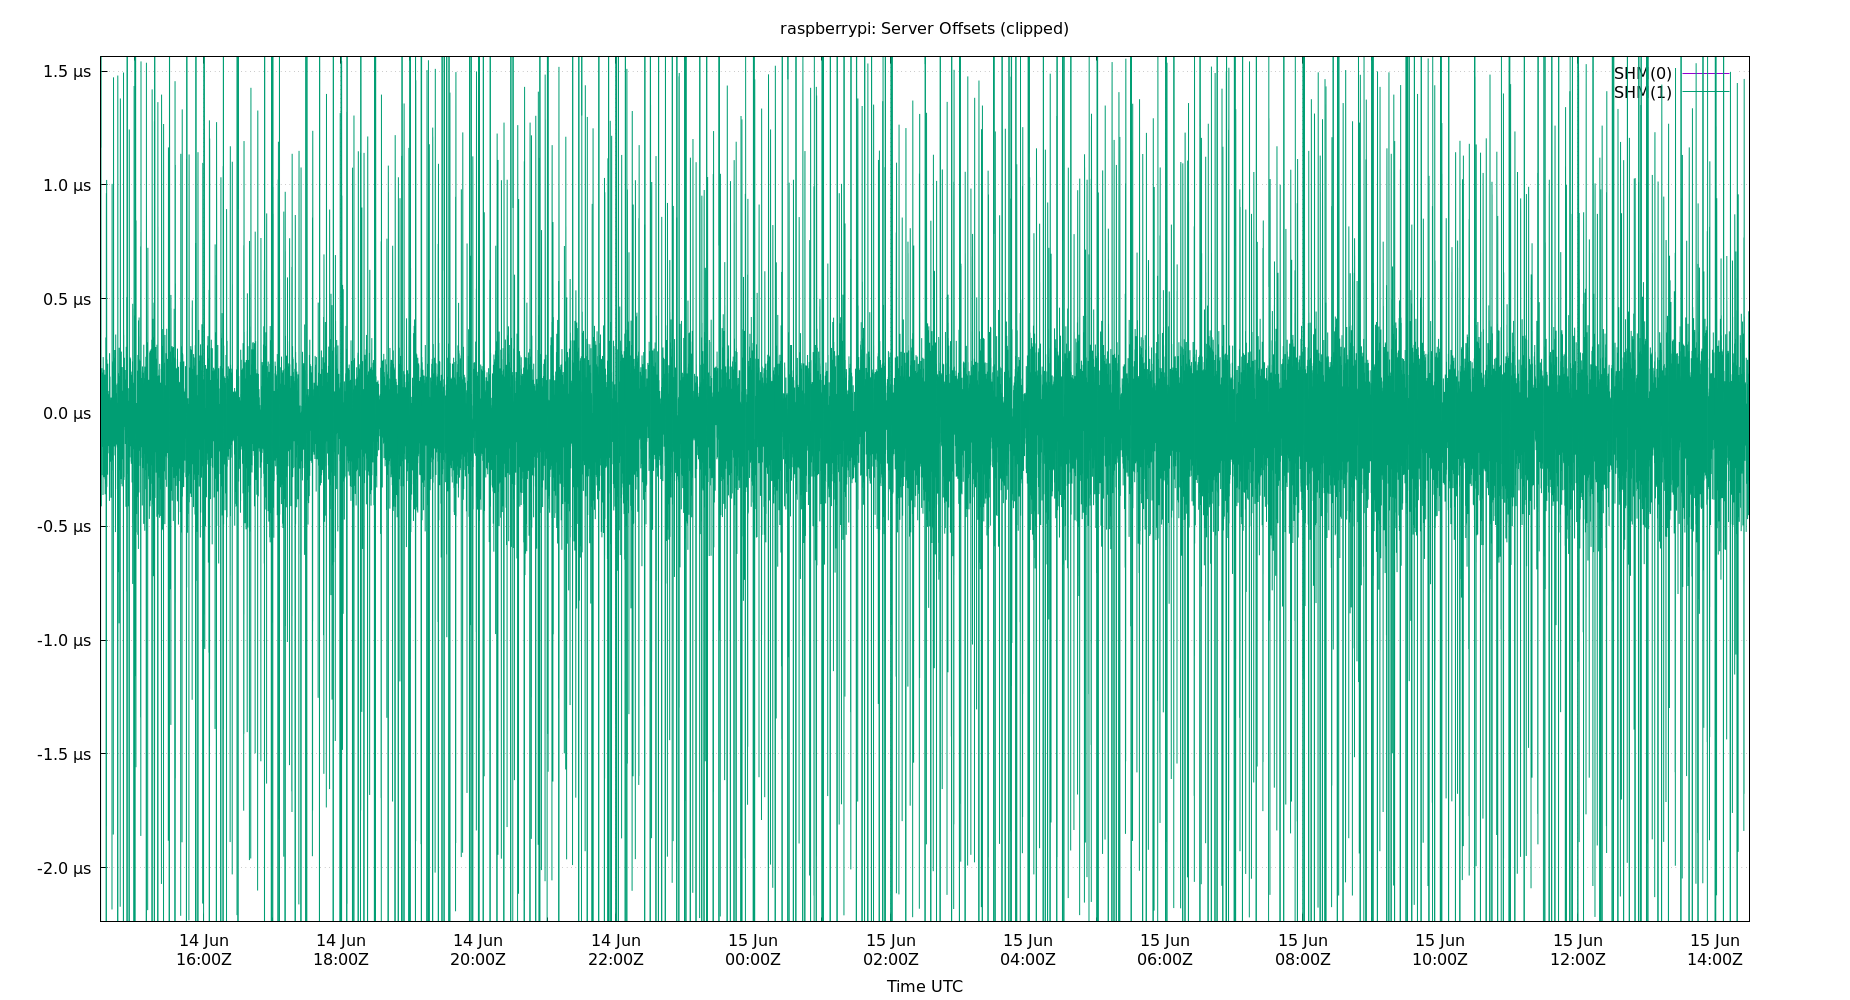 raspberrypi: Server Offsets (clipped)
1.5 µs
1.0 µs
0.5 µs
0.0 µs
-0.5 µs
-1.0 µs
-1.5 µs
-2.0 µs
SHM(0)
SHM(1)
14 Jun 14 Jun 14 Jun 14 Jun 15 Jun 15 Jun 15 Jun 15 Jun 15 Jun 15 Jun 15 Jun 15 Jun
16:00Z 18:00Z 20:00Z 22:00Z 00:00Z 02:00Z 04:00Z 06:00Z 08:00Z 10:00Z 12:00Z 14:00Z
Time UTC